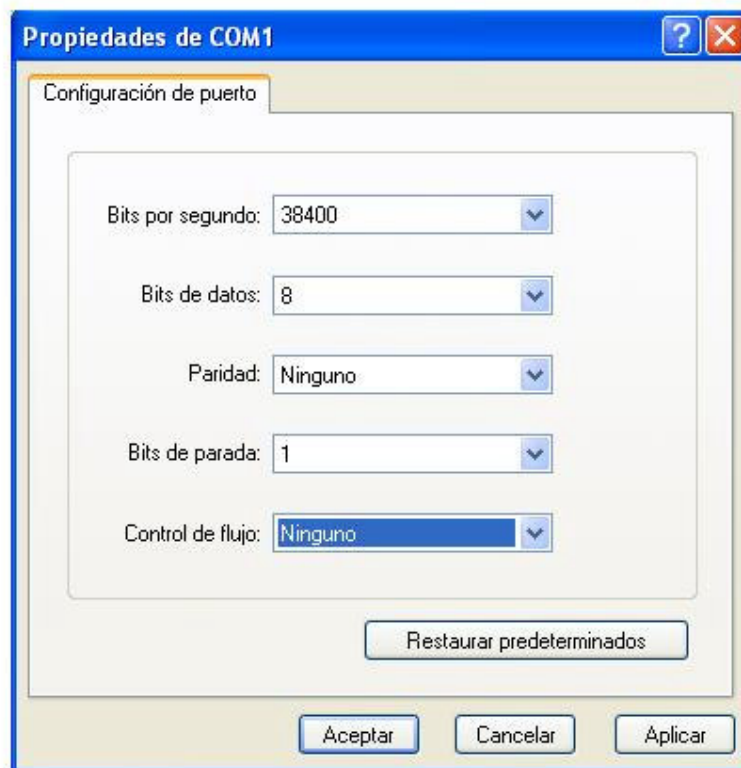 Propiedades de COM1
Configuración de puerto
Bits por segundo: 38400
Bits de datos: 8
Paridad: Ninguno
Bits de parada: 1
Control de flujo: Ninguno
Restaurar predeterminados
Aceptar Cancelar Aplicar